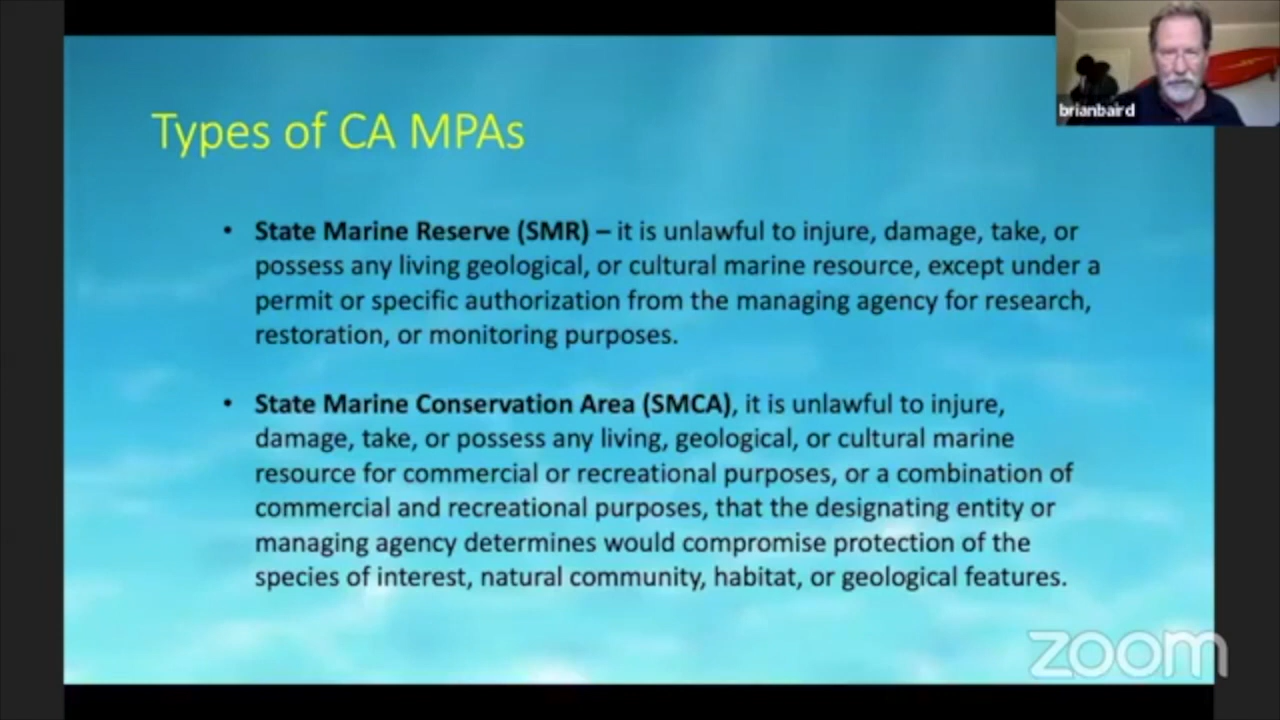 brianbaird
Types of CA MPAs
• State Marine Reserve (SMR) – it is unlawful to injure, damage, take, or
possess any living geological, or cultural marine resource, except under a
permit or specific authorization from the managing agency for research,
restoration, or monitoring purposes.
• State Marine Conservation Area (SMCA), it is unlawful to injure,
damage, take, or possess any living, geological, or cultural marine
resource for commercial or recreational purposes, or a combination of
commercial and recreational purposes, that the designating entity or
managing agency determines would compromise protection of the
species of interest, natural community, habitat, or geological features.
zoom